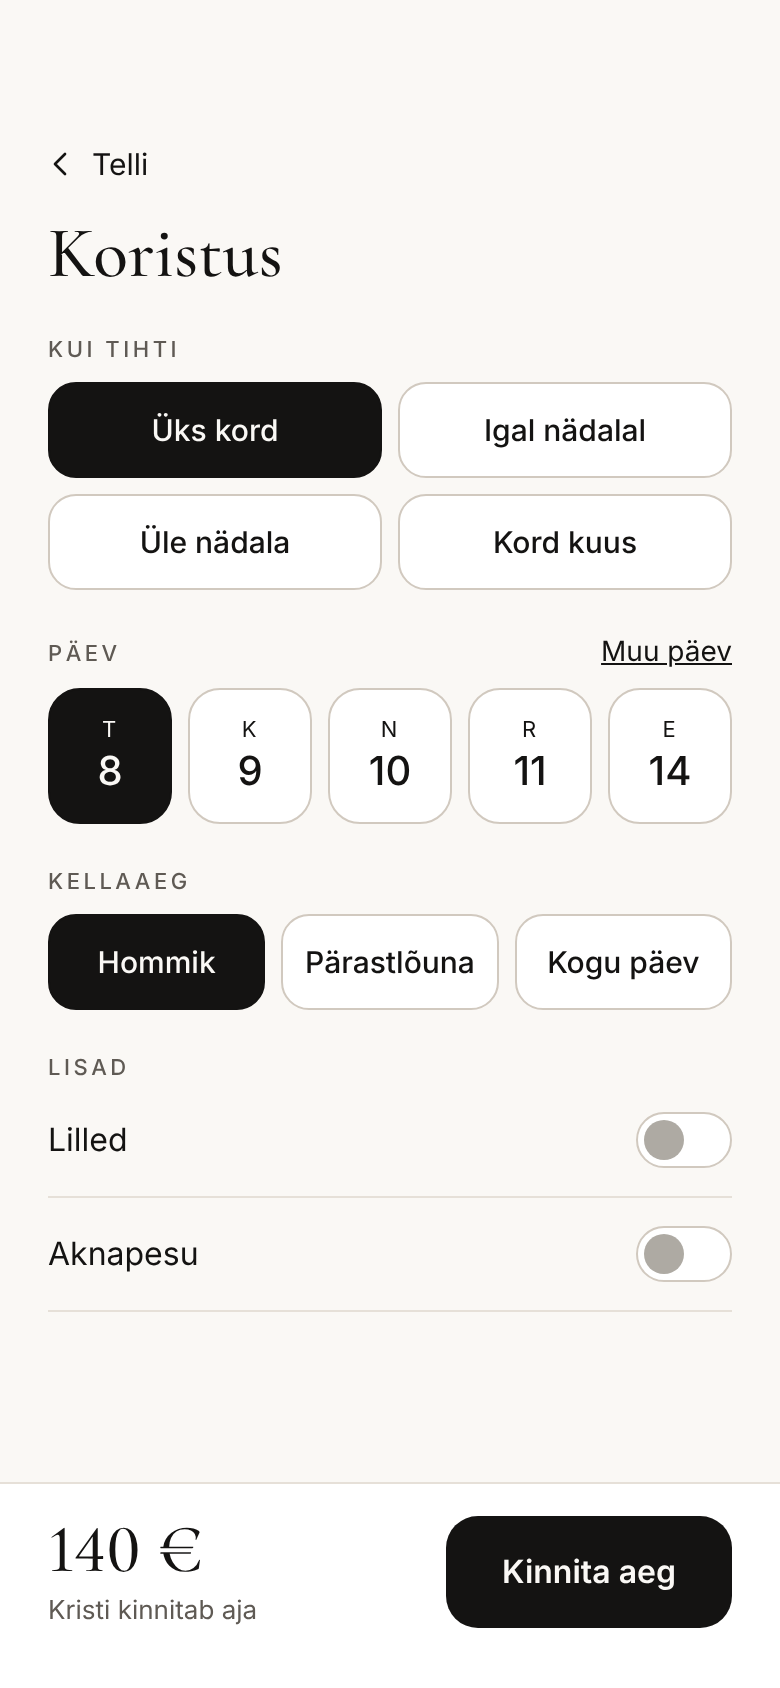 Telli
Koristus
KUI TIHTI
Üks kord
Igal nädalal
Üle nädala
Kord kuus
PÄEV
Muu päev
T
K
N
R
E
8
9
10
11
14
KELLAAEG
Hommik
Pärastlõuna
Kogu päev
LISAD
Lilled
Aknapesu
140 €
Kristi kinnitab aja
Kinnita aeg